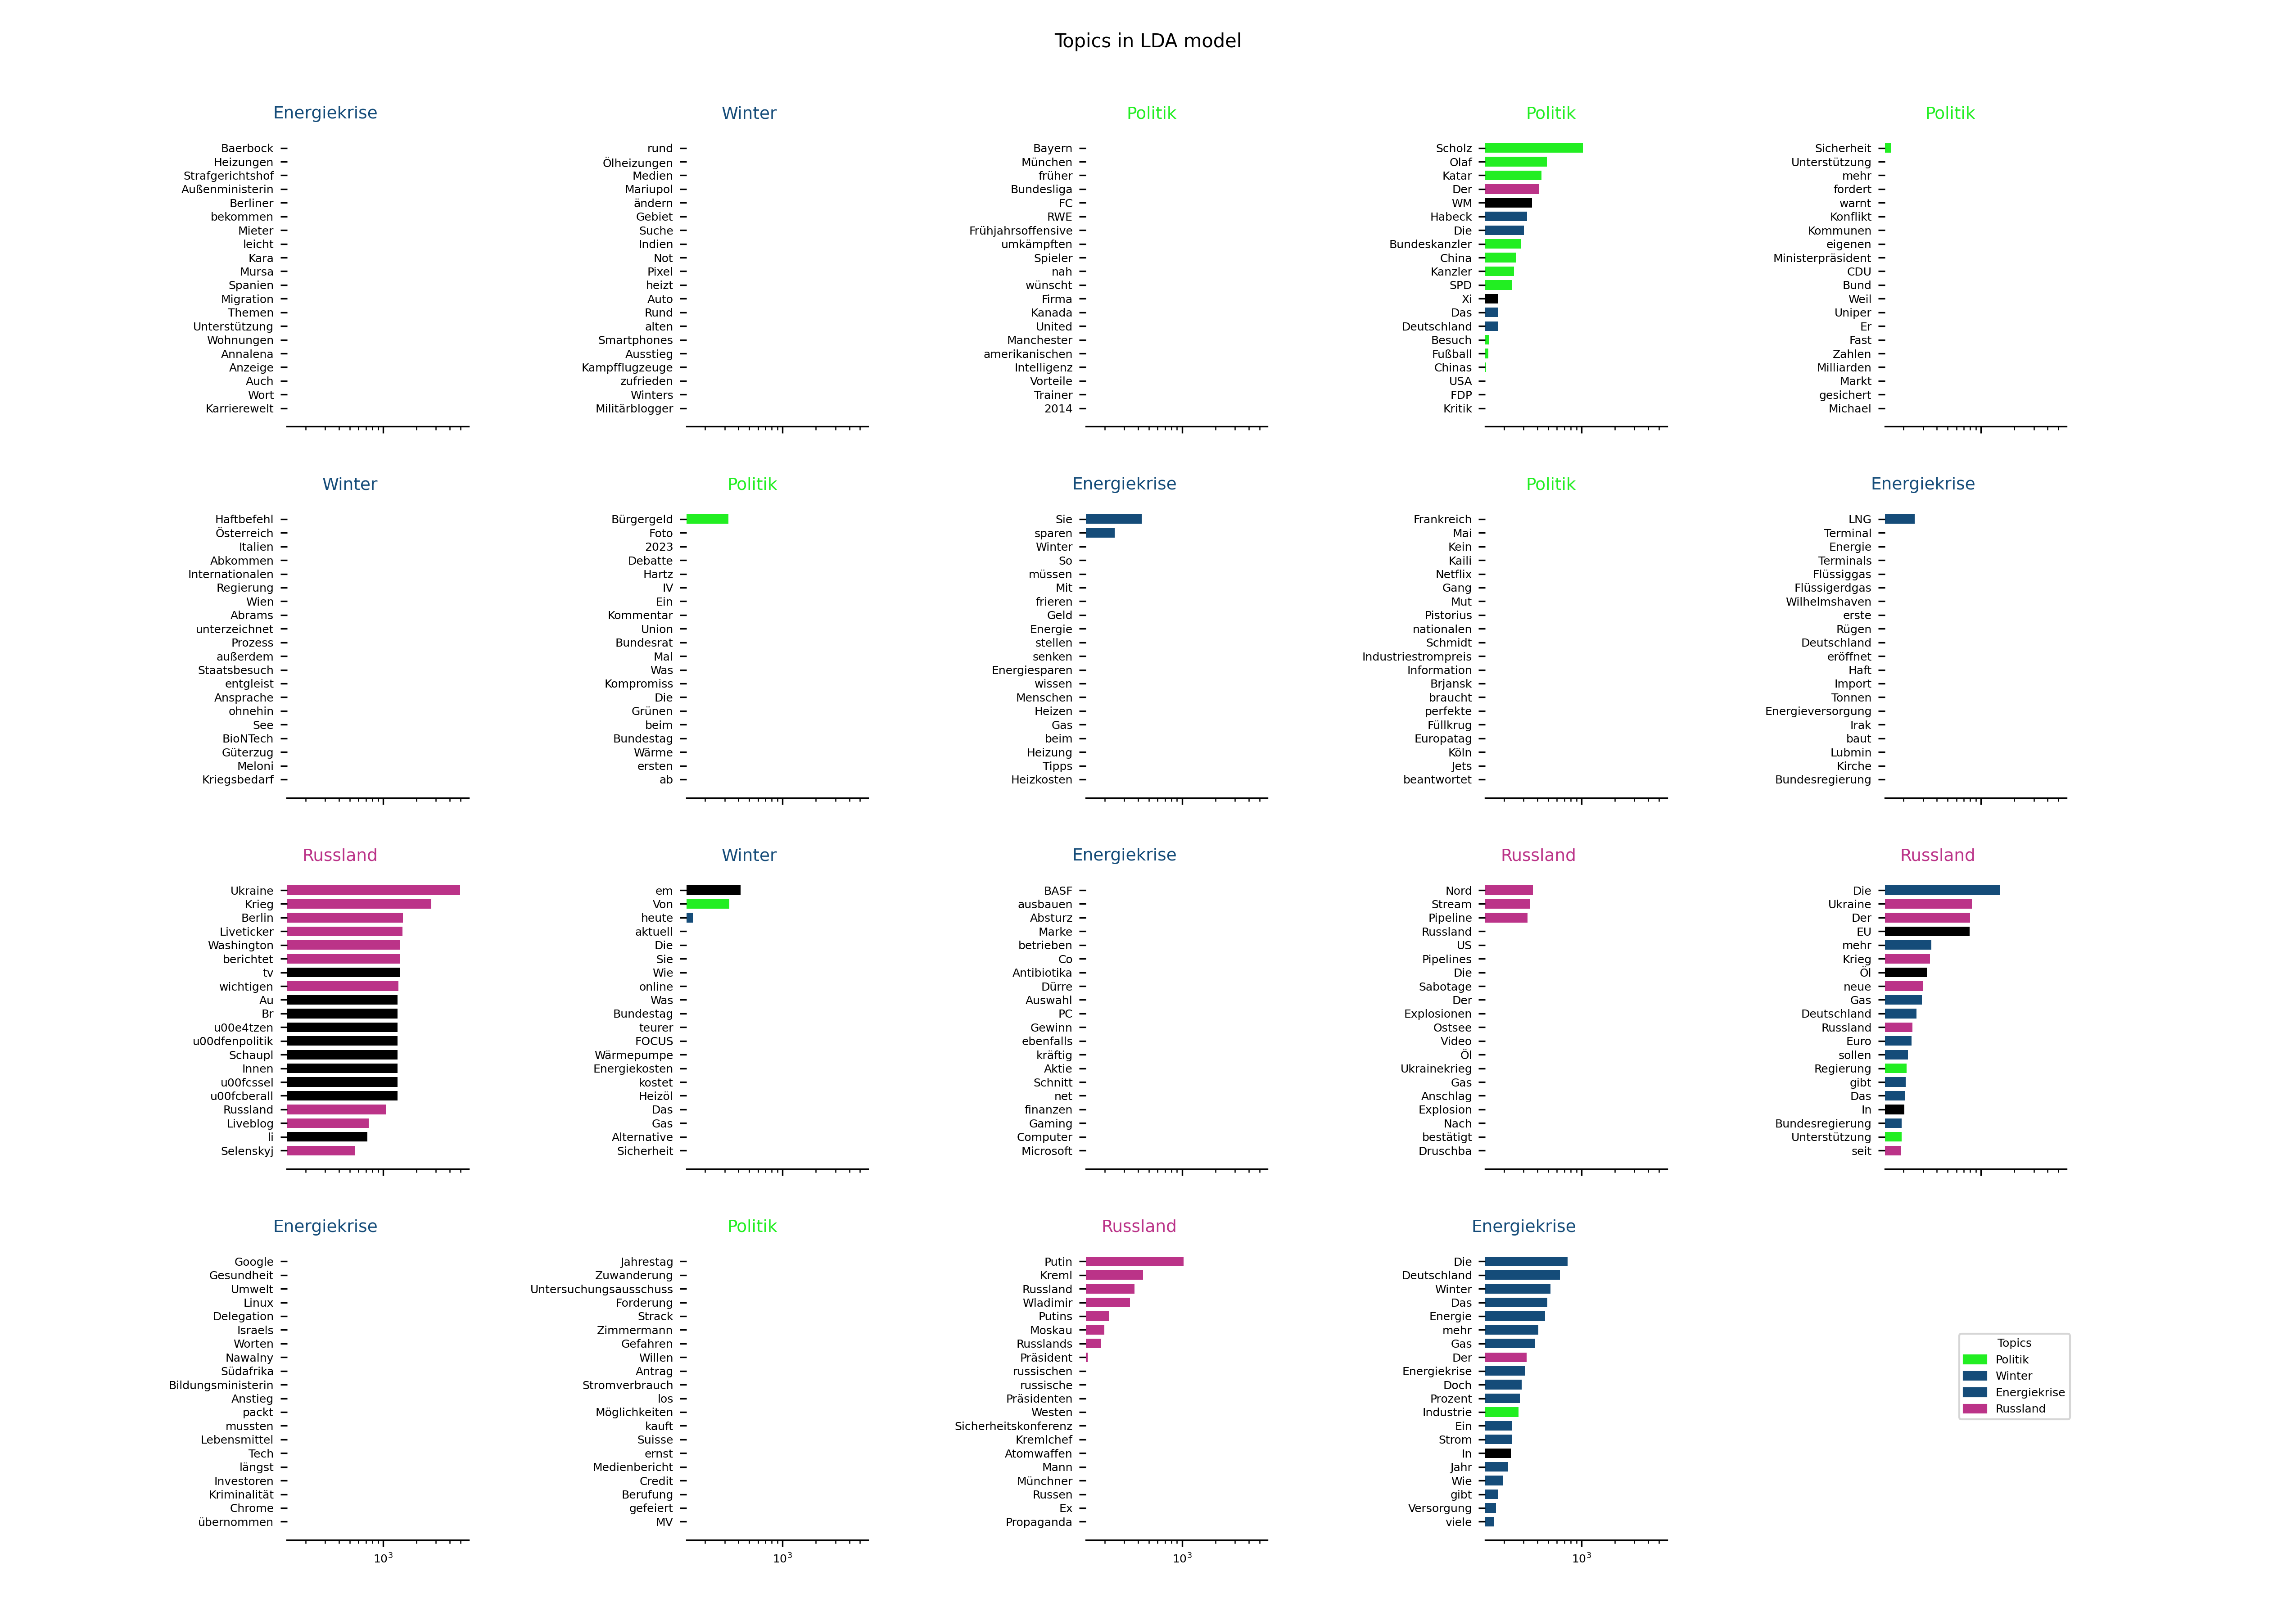 Topics in LDA model
Energiekrise
Baerbock
Heizungen
Strafgerichtshof
Außenministerin
Berliner
bekommen
Mieter
leicht
Kara
Mursa
Spanien
Migration
Themen
Unterstützung
Wohnungen
Annalena
Anzeige
Auch
Wort
Karrierewelt
Winter
rund
Ölheizungen
Medien
Mariupol
ändern
Gebiet
Suche
Indien
Not
Pixel
heizt
Auto
Rund
alten
Smartphones
Ausstieg
Kampfflugzeuge
zufrieden
Winters
Militärblogger
Politik
Bayern
München
früher
Bundesliga
FC
RWE
Frühjahrsoffensive
umkämpften
Spieler
nah
wünscht
Firma
Kanada
United
Manchester
amerikanischen
Intelligenz
Vorteile
Trainer
2014
Politik
Scholz
Olaf
Katar
Der
WM
Habeck
Die
Bundeskanzler
China
Kanzler
SPD
Xi
Das
Deutschland
Besuch
Fußball
Chinas
USA
FDP
Kritik
Politik
Sicherheit
Unterstützung
mehr
fordert
warnt
Konflikt
Kommunen
eigenen
Ministerpräsident
CDU
Bund
Weil
Uniper
Er
Fast
Zahlen
Milliarden
Markt
gesichert
Michael
Winter
Haftbefehl
Österreich
Italien
Abkommen
Internationalen
Regierung
Wien
Abrams
unterzeichnet
Prozess
außerdem
Staatsbesuch
entgleist
Ansprache
ohnehin
See
BioNTech
Güterzug
Meloni
Kriegsbedarf
Politik
Bürgergeld
Foto
2023
Debatte
Hartz
IV
Ein
Kommentar
Union
Bundesrat
Mal
Was
Kompromiss
Die
Grünen
beim
Bundestag
Wärme
ersten
ab
Energiekrise
Sie
sparen
Winter
So
müssen
Mit
frieren
Geld
Energie
stellen
senken
Energiesparen
wissen
Menschen
Heizen
Gas
beim
Heizung
Tipps
Heizkosten
Politik
Frankreich
Mai
Kein
Kaili
Netflix
Gang
Mut
Pistorius
nationalen
Schmidt
Industriestrompreis
Information
Brjansk
braucht
perfekte
Füllkrug
Europatag
Köln
Jets
beantwortet
Energiekrise
LNG
Terminal
Energie
Terminals
Flüssiggas
Flüssigerdgas
Wilhelmshaven
erste
Rügen
Deutschland
eröffnet
Haft
Import
Tonnen
Energieversorgung
Irak
baut
Lubmin
Kirche
Bundesregierung
Russland
Ukraine
Krieg
Berlin
Liveticker
Washington
berichtet
tv
wichtigen
Au
Br
u00e4tzen
u00dfenpolitik
Schaupl
Innen
u00fcssel
u00fcberall
Russland
Liveblog
li
Selenskyj
Winter
em
Von
heute
aktuell
Die
Sie
Wie
online
Was
Bundestag
teurer
FOCUS
Wärmepumpe
Energiekosten
kostet
Heizöl
Das
Gas
Alternative
Sicherheit
Energiekrise
BASF
ausbauen
Absturz
Marke
betrieben
Co
Antibiotika
Dürre
Auswahl
PC
Gewinn
ebenfalls
kräftig
Aktie
Schnitt
net
finanzen
Gaming
Computer
Microsoft
Russland
Nord
Stream
Pipeline
Russland
US
Pipelines
Die
Sabotage
Der
Explosionen
Ostsee
Video
Öl
Ukrainekrieg
Gas
Anschlag
Explosion
Nach
bestätigt
Druschba
Russland
Die
Ukraine
Der
EU
mehr
Krieg
Öl
neue
Gas
Deutschland
Russland
Euro
sollen
Regierung
gibt
Das
In
Bundesregierung
Unterstützung
seit
Energiekrise
Google
Gesundheit
Umwelt
Linux
Delegation
Israels
Worten
Nawalny
Südafrika
Bildungsministerin
Anstieg
packt
mussten
Lebensmittel
Tech
längst
Investoren
Kriminalität
Chrome
übernommen
10³
Politik
Jahrestag
Zuwanderung
Untersuchungsausschuss
Forderung
Strack
Zimmermann
Gefahren
Willen
Antrag
Stromverbrauch
los
Möglichkeiten
kauft
Suisse
ernst
Medienbericht
Credit
Berufung
gefeiert
MV
10³
Russland
Putin
Kreml
Russland
Wladimir
Putins
Moskau
Russlands
Präsident
russischen
russische
Präsidenten
Westen
Sicherheitskonferenz
Kremlchef
Atomwaffen
Mann
Münchner
Russen
Ex
Propaganda
10³
Energiekrise
Die
Deutschland
Winter
Das
Energie
mehr
Gas
Der
Energiekrise
Doch
Prozent
Industrie
Ein
Strom
In
Jahr
Wie
gibt
Versorgung
viele
10³
Topics
Politik
Winter
Energiekrise
Russland